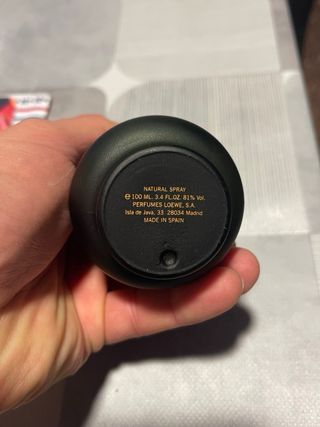 NATURAL SPRAY
℮ 100 ML. 3.4 FL.OZ. 81% Vol.
PERFUMES LOEWE, S.A.
Isla de Java, 33 28034 Madrid
MADE IN SPAIN